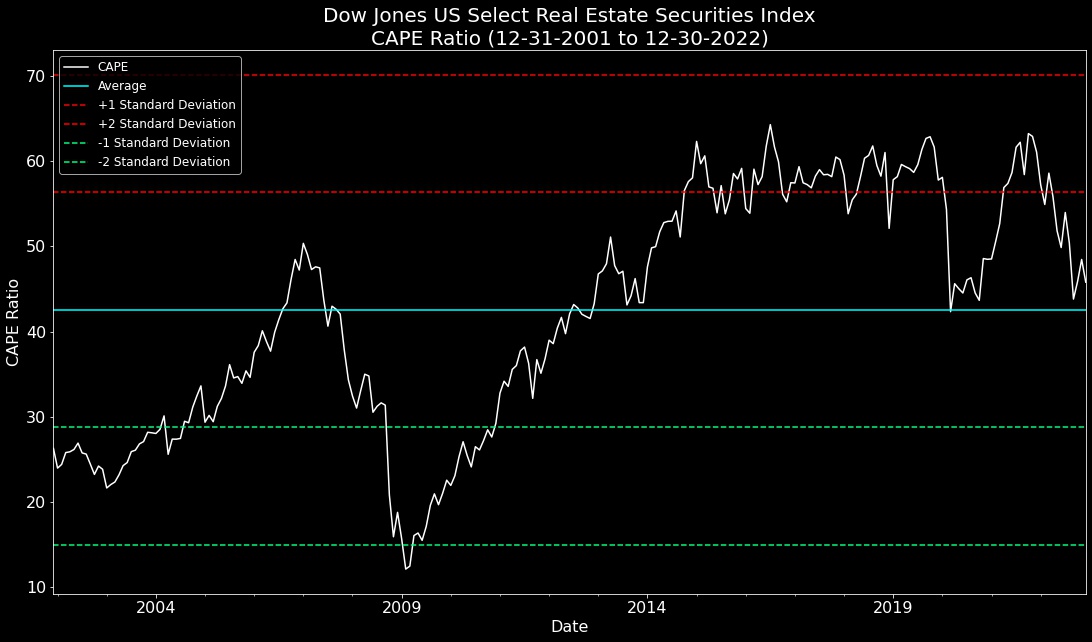 Dow Jones US Select Real Estate Securities Index
CAPE Ratio (12-31-2001 to 12-30-2022)
CAPE
Average
+1 Standard Deviation
+2 Standard Deviation
-1 Standard Deviation
-2 Standard Deviation
70
60
50
40
30
20
10
CAPE Ratio
2004
2009
2014
2019
Date